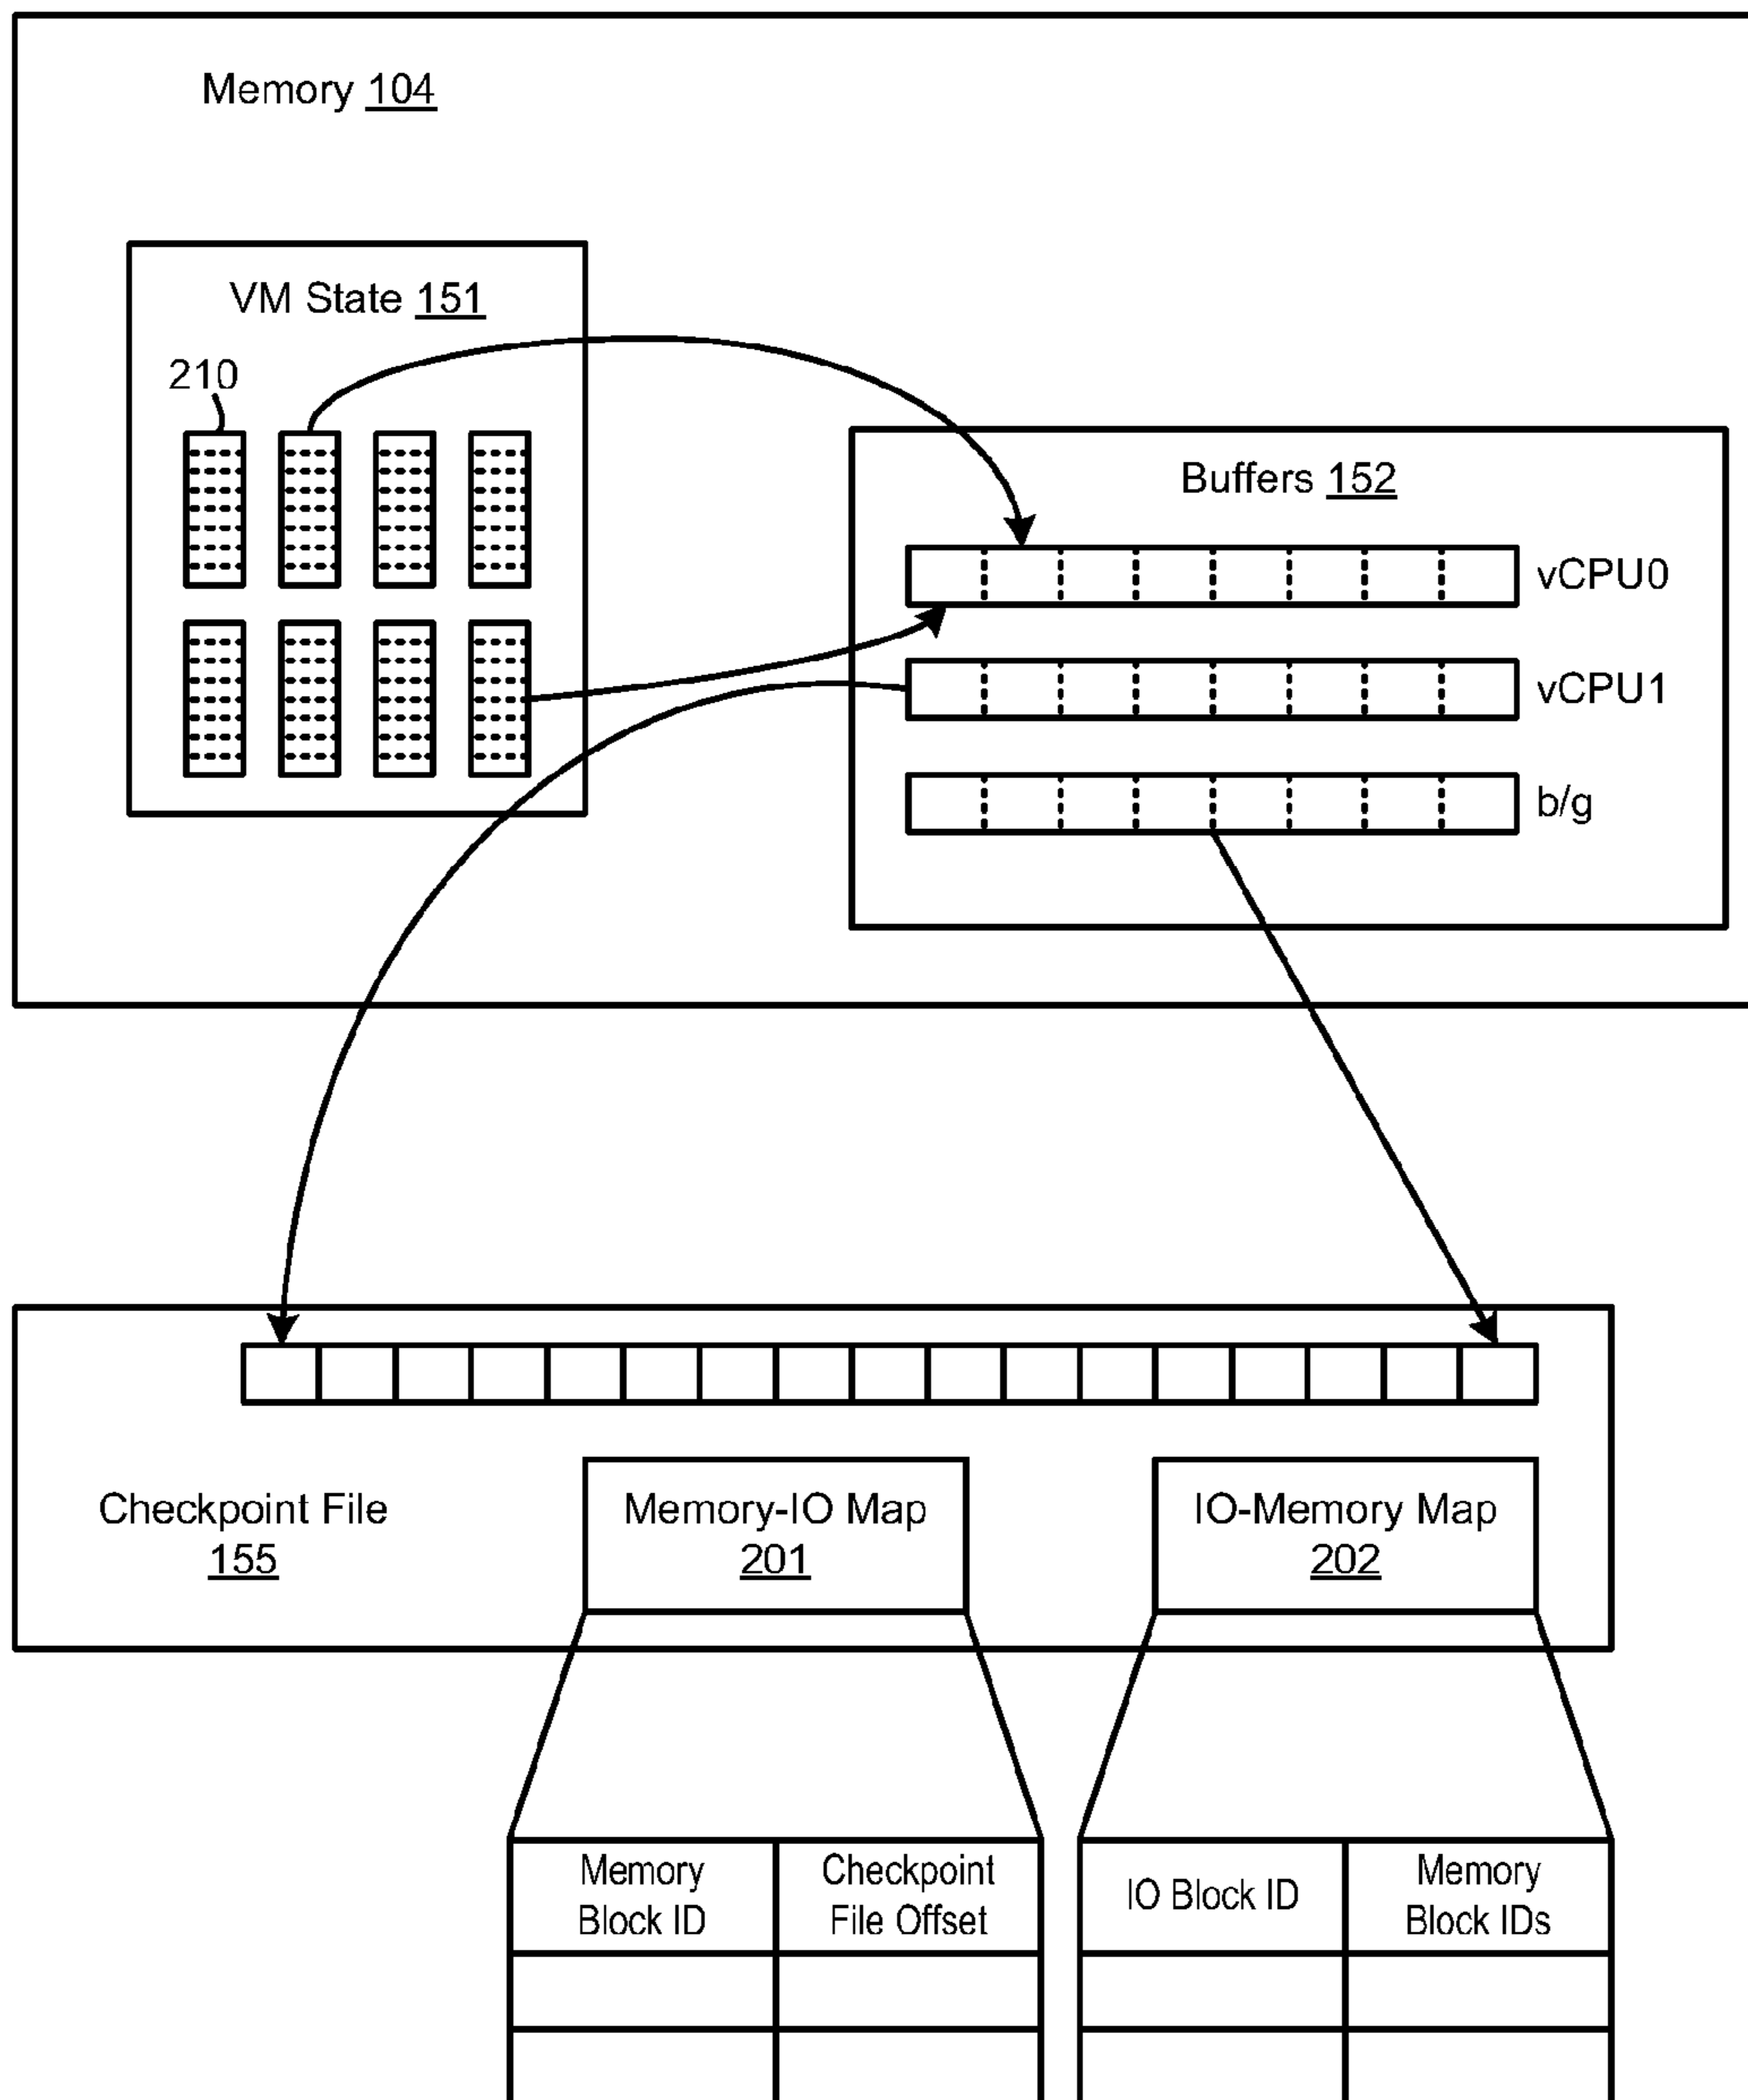 Memory 104
VM State 151
210
Buffers 152
vCPU0
vCPU1
b/g
Checkpoint File
155
Memory-IO Map
201
IO-Memory Map
202
Memory
Block ID
Checkpoint
File Offset
IO Block ID
Memory
Block IDs